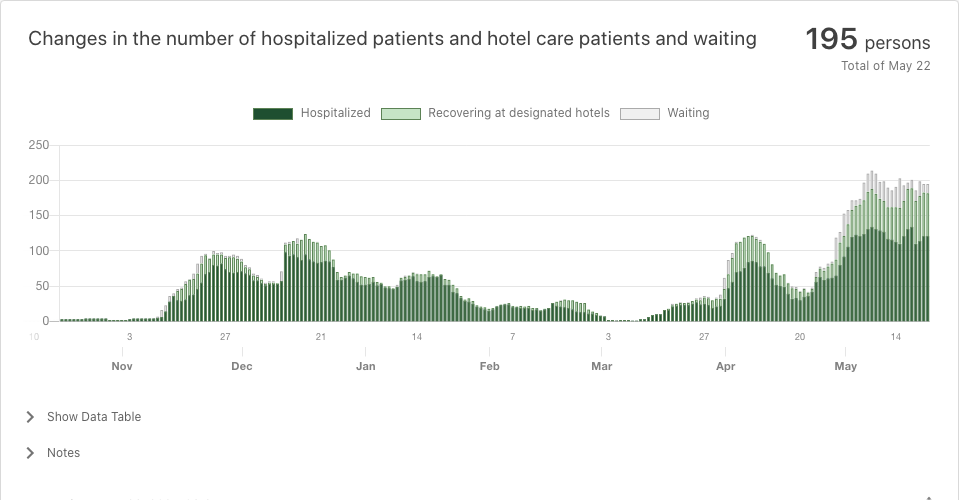 Changes in the number of hospitalized patients and hotel care patients and waiting
195 persons
Total of May 22
Hospitalized Recovering at designated hotels Waiting
250
200
150
100
50
0
10 3 27 21 14 7 3 27 20 14
Nov Dec Jan Feb Mar Apr May
Show Data Table
Notes